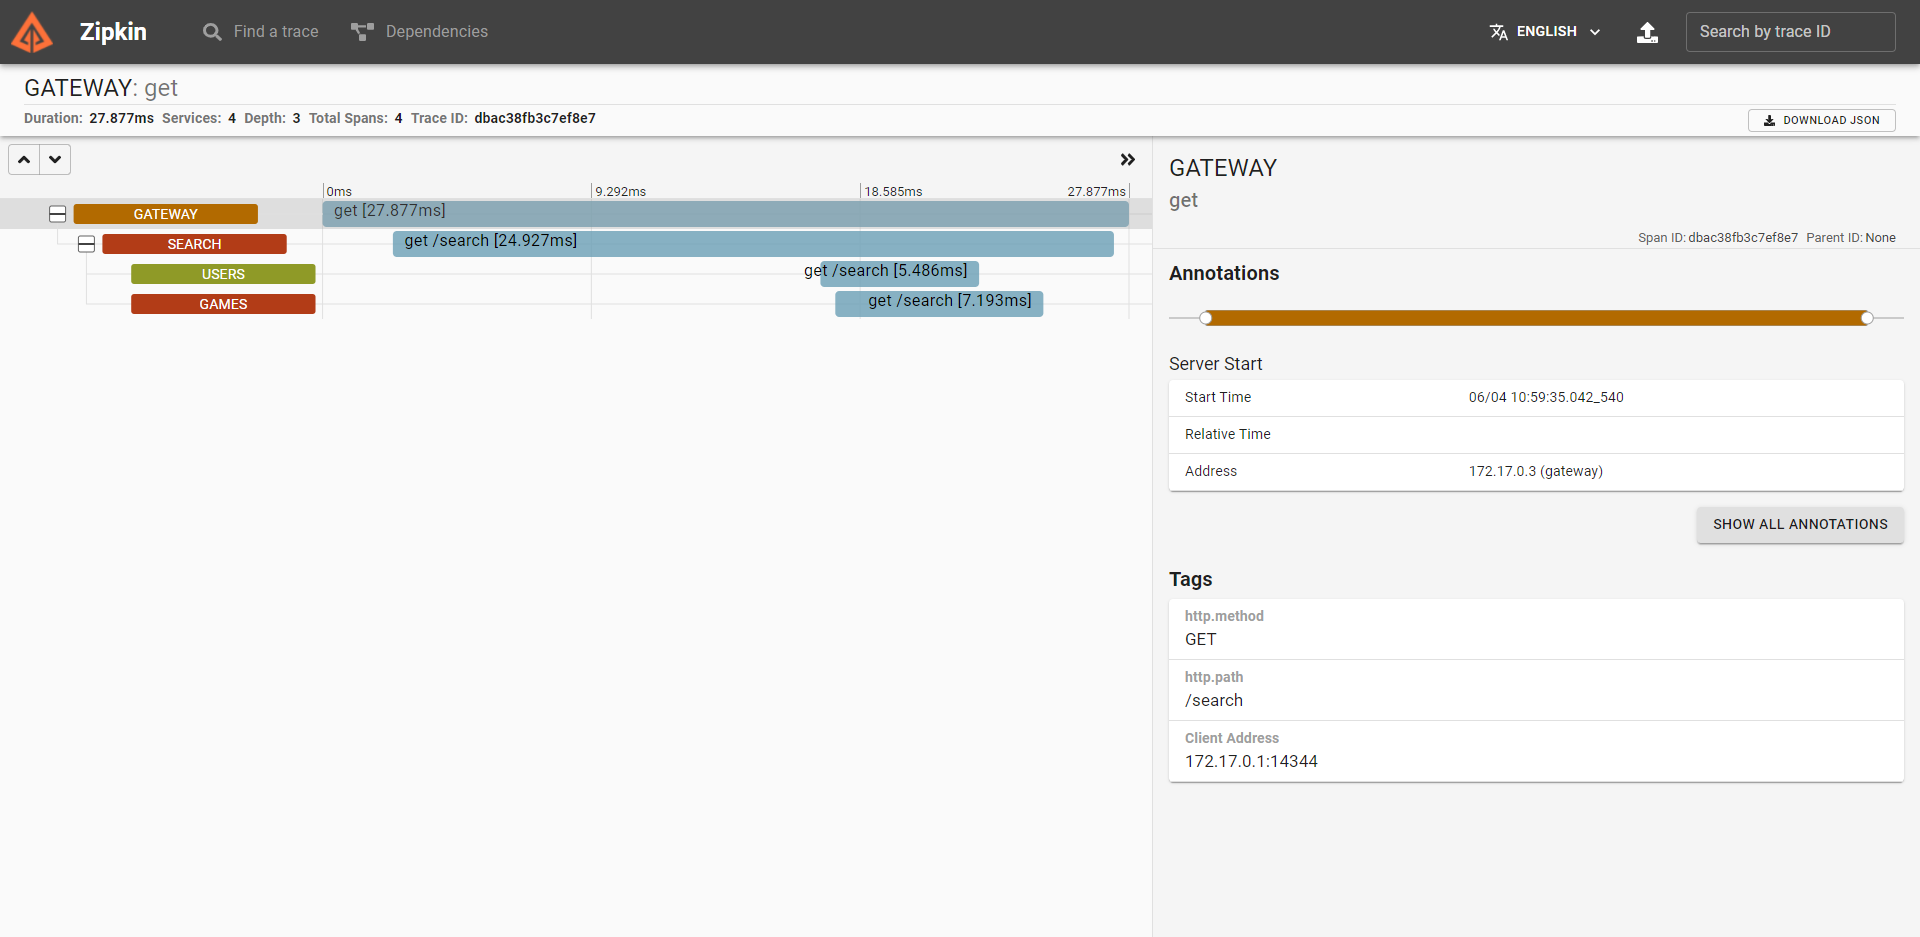 Zipkin
Find a trace
Dependencies
ENGLISH
Search by trace ID
GATEWAY: get
Duration: 27.877ms Services: 4 Depth: 3 Total Spans: 4 Trace ID: dbac38fb3c7ef8e7
DOWNLOAD JSON
0ms 9.292ms 18.585ms 27.877ms
GATEWAY get [27.877ms]
SEARCH get /search [24.927ms]
USERS get /search [5.486ms]
GAMES get /search [7.193ms]
GATEWAY
get
Span ID: dbac38fb3c7ef8e7 Parent ID: None
Annotations
Server Start
Start Time 06/04 10:59:35.042_540
Relative Time
Address 172.17.0.3 (gateway)
SHOW ALL ANNOTATIONS
Tags
http.method
GET
http.path
/search
Client Address
172.17.0.1:14344